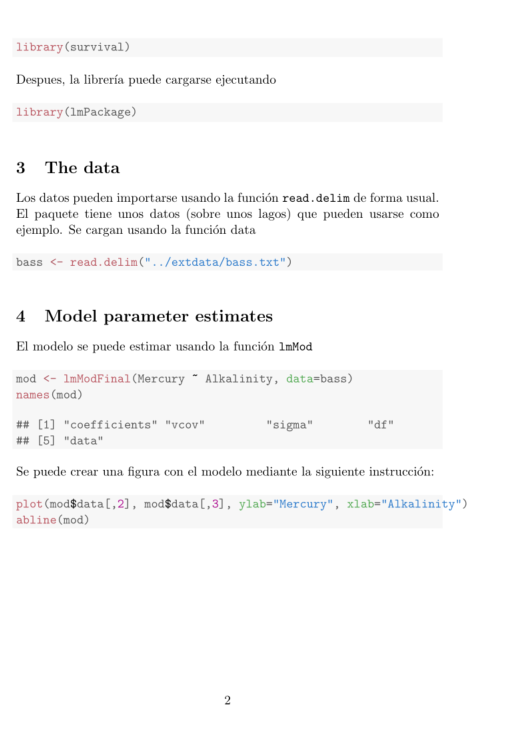 library(survival)
Despues, la librería puede cargarse ejecutando
library(lmPackage)
3 The data
Los datos pueden importarse usando la función read.delim de forma usual.
El paquete tiene unos datos (sobre unos lagos) que pueden usarse como
ejemplo. Se cargan usando la función data
bass <- read.delim("../extdata/bass.txt")
4 Model parameter estimates
El modelo se puede estimar usando la función lmMod
mod <- lmModFinal(Mercury ~ Alkalinity, data=bass)
names(mod)
## [1] "coefficients" "vcov" "sigma" "df"
## [5] "data"
Se puede crear una figura con el modelo mediante la siguiente instrucción:
plot(mod$data[,2], mod$data[,3], ylab="Mercury", xlab="Alkalinity")
abline(mod)
2